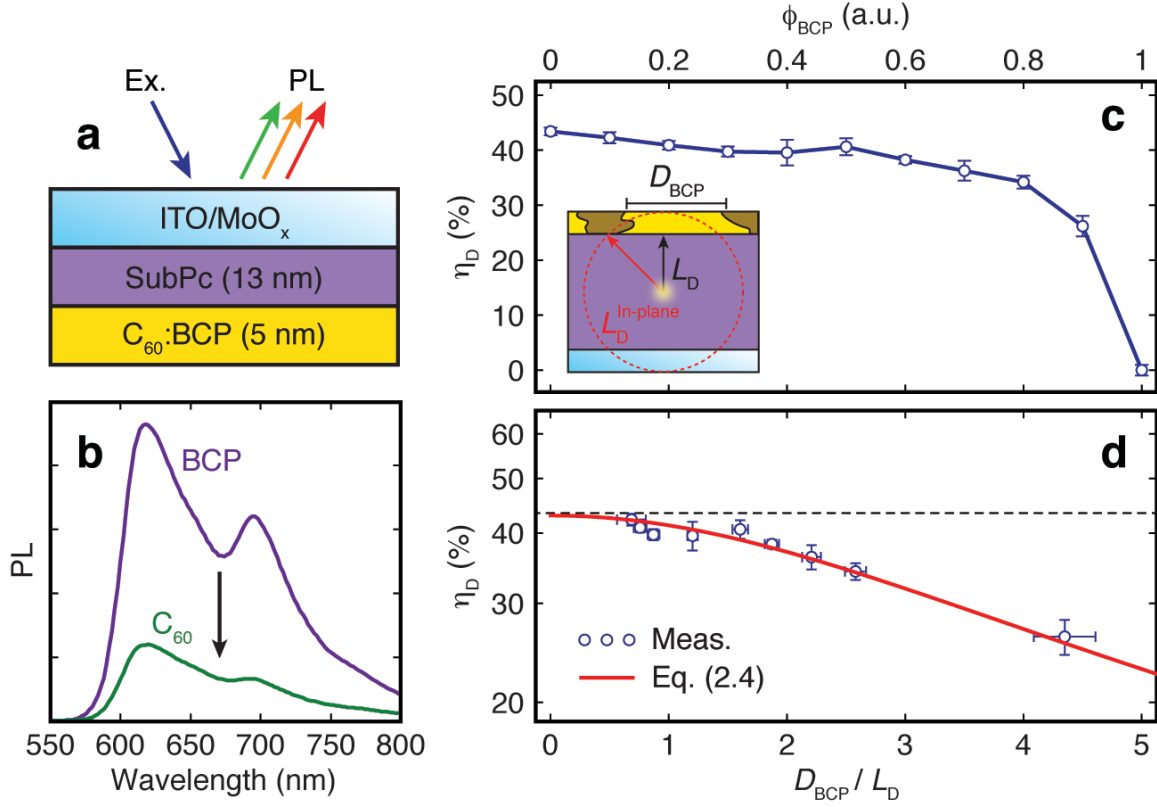 a
Ex.
PL
ITO/MoOx
SubPc (13 nm)
C60:BCP (5 nm)
b
BCP
C60
PL
550 600 650 700 750 800
Wavelength (nm)
ϕBCP (a.u.)
0 0.2 0.4 0.6 0.8 1
c
50
40
30
20
10
0
ηD (%)
DBCP
LD
LD In-plane
d
60
50
40
30
20
ηD (%)
Meas.
Eq. (2.4)
0 1 2 3 4 5
DBCP / LD